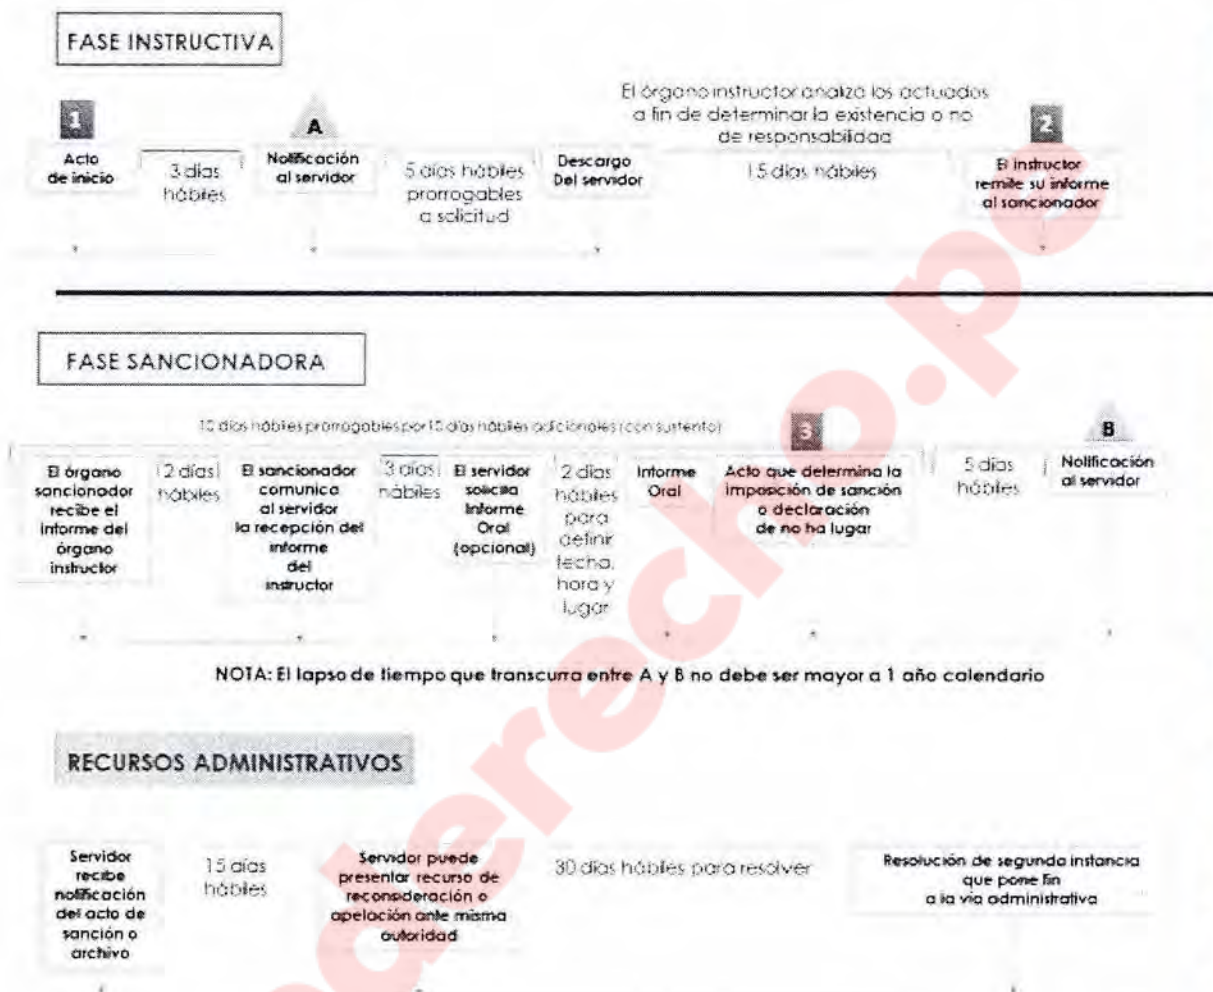 FASE INSTRUCTIVA
1
Acto
de inicio
3 días
hábiles
A
Notificación
al servidor
5 días hábiles
prorrogables
a solicitud
Descargo
Del servidor
El órgano instructor analiza los actuados
a fin de determinar la existencia o no
de responsabilidad
15 días hábiles
2
El instructor
remite su informe
al sancionador
FASE SANCIONADORA
10 días hábiles prorrogables por 10 días hábiles adicionales (con sustento)
El órgano
sancionador
recibe el
informe del
órgano
instructor
2 días
hábiles
El sancionador
comunica
al servidor
la recepción del
informe
del
instructor
3 días
hábiles
El servidor
solicita
Informe
Oral
(opcional)
2 días
hábiles
para
definir
fecha,
hora y
lugar
Informe
Oral
3
Acto que determina la
imposición de sanción
o declaración
de no ha lugar
5 días
hábiles
B
Notificación
al servidor
NOTA: El lapso de tiempo que transcurra entre A y B no debe ser mayor a 1 año calendario
RECURSOS ADMINISTRATIVOS
Servidor
recibe
notificación
del acto de
sanción o
archivo
15 días
hábiles
Servidor puede
presentar recurso de
reconsideración o
apelación ante misma
autoridad
30 días hábiles para resolver
Resolución de segunda instancia
que pone fin
a la vía administrativa
derecho.pe